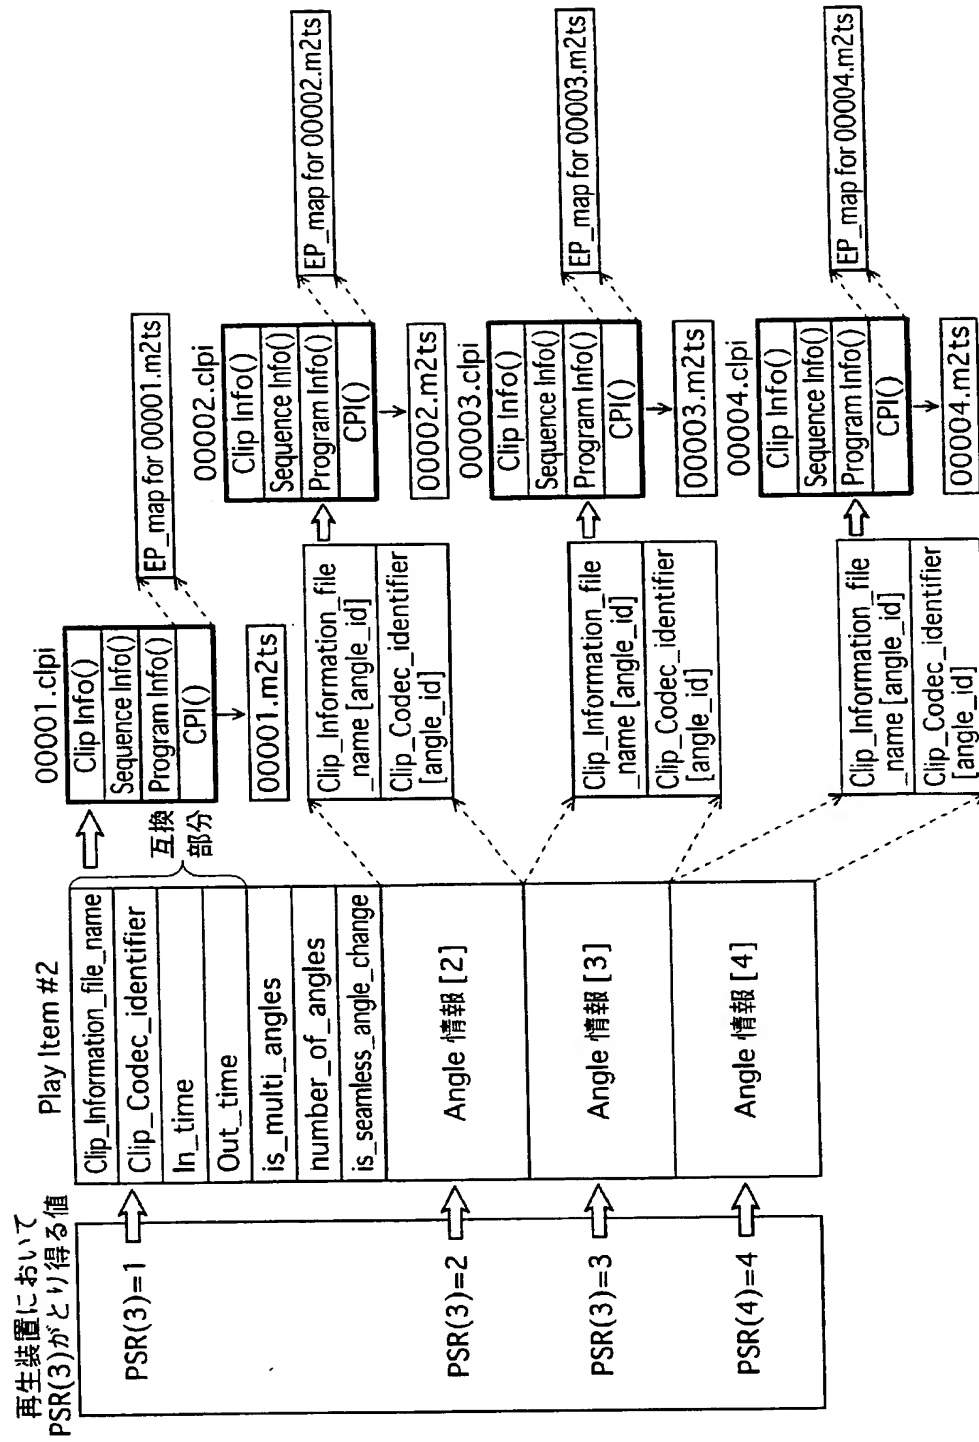 再生装置において
PSR(3)がとり得る値
PSR(3)=1
PSR(3)=2
PSR(3)=3
PSR(4)=4
Play Item #2
Clip_Information_file_name
Clip_Codec_identifier
In_time
Out_time
is_multi_angles
number_of_angles
is_seamless_angle_change
Angle 情報 [2]
Angle 情報 [3]
Angle 情報 [4]
互換
部分
00001.clpi
Clip Info()
Sequence Info()
Program Info()
CPI()
EP_map for 00001.m2ts
00001.m2ts
Clip_Information_file
_name [angle_id]
Clip_Codec_identifier
[angle_id]
00002.clpi
Clip Info()
Sequence Info()
Program Info()
CPI()
EP_map for 00002.m2ts
00002.m2ts
Clip_Information_file
_name [angle_id]
Clip_Codec_identifier
[angle_id]
00003.clpi
Clip Info()
Sequence Info()
Program Info()
CPI()
EP_map for 00003.m2ts
00003.m2ts
Clip_Information_file
_name [angle_id]
Clip_Codec_identifier
[angle_id]
00004.clpi
Clip Info()
Sequence Info()
Program Info()
CPI()
EP_map for 00004.m2ts
00004.m2ts